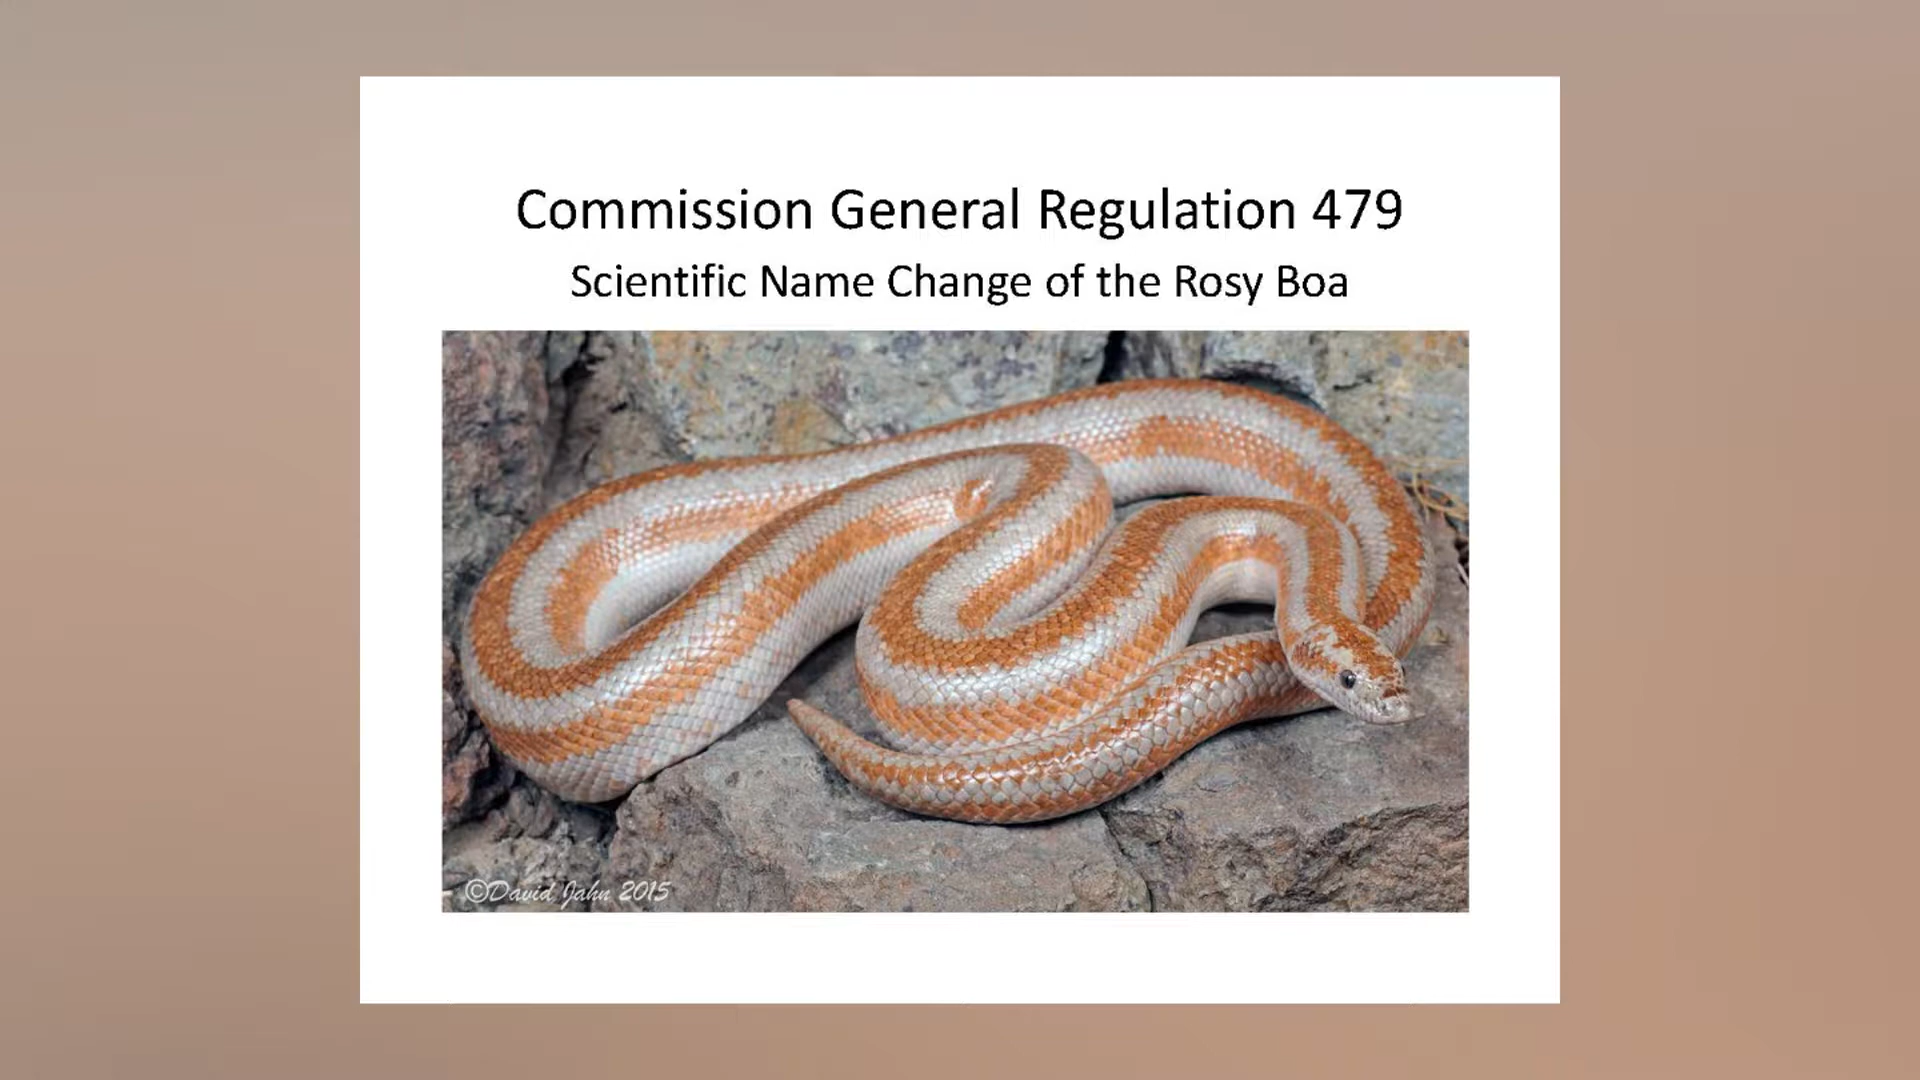 Commission General Regulation 479
Scientific Name Change of the Rosy Boa
©David Jahn 2015